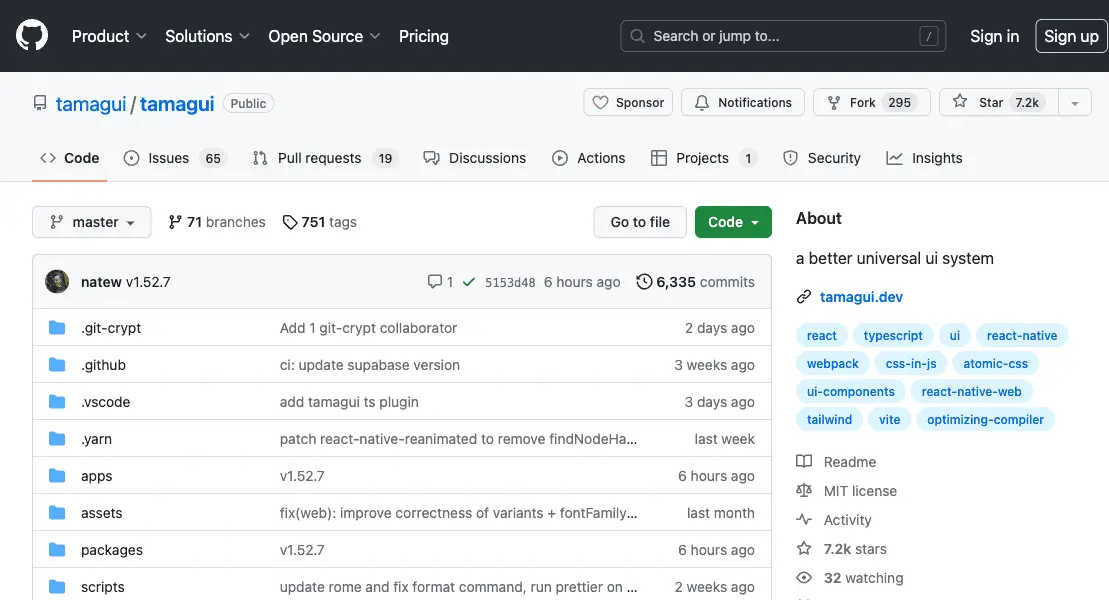 Product Solutions Open Source Pricing Search or jump to... / Sign in Sign up
tamagui / tamagui Public Sponsor Notifications Fork 295 Star 7.2k
Code Issues 65 Pull requests 19 Discussions Actions Projects 1 Security Insights
master 71 branches 751 tags Go to file Code
natew v1.52.7 1 5153d48 6 hours ago 6,335 commits
.git-crypt Add 1 git-crypt collaborator 2 days ago
.github ci: update supabase version 3 weeks ago
.vscode add tamagui ts plugin 3 days ago
.yarn patch react-native-reanimated to remove findNodeHa... last week
apps v1.52.7 6 hours ago
assets fix(web): improve correctness of variants + fontFamily... last month
packages v1.52.7 6 hours ago
scripts update rome and fix format command, run prettier on ... 2 weeks ago
About
a better universal ui system
tamagui.dev
react typescript ui react-native
webpack css-in-js atomic-css
ui-components react-native-web
tailwind vite optimizing-compiler
Readme
MIT license
Activity
7.2k stars
32 watching